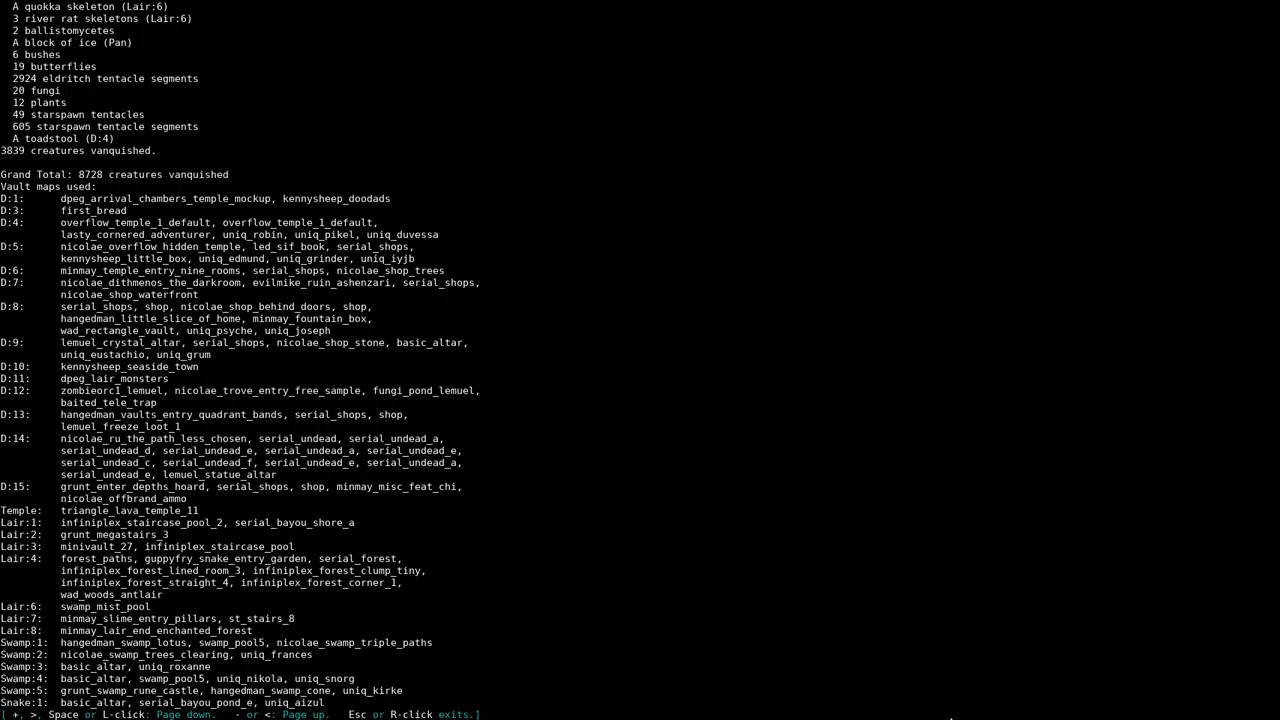 A quokka skeleton (Lair:6)
3 river rat skeletons (Lair:6)
2 ballistomycetes
A block of ice (Pan)
6 bushes
19 butterflies
2924 eldritch tentacle segments
20 fungi
12 plants
49 starspawn tentacles
605 starspawn tentacle segments
A toadstool (D:4)
3839 creatures vanquished.
Grand Total: 8728 creatures vanquished
Vault maps used:
D:1: dpeg_arrival_chambers_temple_mockup, kennysheep_doodads
D:3: first_bread
D:4: overflow_temple_1_default, overflow_temple_1_default,
lasty_cornered_adventurer, uniq_robin, uniq_pikel, uniq_duvessa
D:5: nicolae_overflow_hidden_temple, led_sif_book, serial_shops,
kennysheep_little_box, uniq_edmund, uniq_grinder, uniq_iyjb
D:6: minmay_temple_entry_nine_rooms, serial_shops, nicolae_shop_trees
D:7: nicolae_dithmenos_the_darkroom, evilmike_ruin_ashenzari, serial_shops,
nicolae_shop_waterfront
D:8: serial_shops, shop, nicolae_shop_behind_doors, shop,
hangedman_little_slice_of_home, minmay_fountain_box,
wad_rectangle_vault, uniq_psyche, uniq_joseph
D:9: lemuel_crystal_altar, serial_shops, nicolae_shop_stone, basic_altar,
uniq_eustachio, uniq_grum
D:10: kennysheep_seaside_town
D:11: dpeg_lair_monsters
D:12: zombieorc1_lemuel, nicolae_trove_entry_free_sample, fungi_pond_lemuel,
baited_tele_trap
D:13: hangedman_vaults_entry_quadrant_bands, serial_shops, shop,
lemuel_freeze_loot_1
D:14: nicolae_ru_the_path_less_chosen, serial_undead, serial_undead_a,
serial_undead_d, serial_undead_e, serial_undead_a, serial_undead_e,
serial_undead_c, serial_undead_f, serial_undead_e, serial_undead_a,
serial_undead_e, lemuel_statue_altar
D:15: grunt_enter_depths_hoard, serial_shops, shop, minmay_misc_feat_chi,
nicolae_offbrand_ammo
Temple: triangle_lava_temple_11
Lair:1: infiniplex_staircase_pool_2, serial_bayou_shore_a
Lair:2: grunt_megastairs_3
Lair:3: minivault_27, infiniplex_staircase_pool
Lair:4: forest_paths, guppyfry_snake_entry_garden, serial_forest,
infiniplex_forest_lined_room_3, infiniplex_forest_clump_tiny,
infiniplex_forest_straight_4, infiniplex_forest_corner_1,
wad_woods_antlair
Lair:6: swamp_mist_pool
Lair:7: minmay_slime_entry_pillars, st_stairs_8
Lair:8: minmay_lair_end_enchanted_forest
Swamp:1: hangedman_swamp_lotus, swamp_pool5, nicolae_swamp_triple_paths
Swamp:2: nicolae_swamp_trees_clearing, uniq_frances
Swamp:3: basic_altar, uniq_roxanne
Swamp:4: basic_altar, swamp_pool5, uniq_nikola, uniq_snorg
Swamp:5: grunt_swamp_rune_castle, hangedman_swamp_cone, uniq_kirke
Snake:1: basic_altar, serial_bayou_pond_e, uniq_aizul
[ +, >, Space or L-click: Page down.   - or <: Page up.   Esc or R-click exits.]